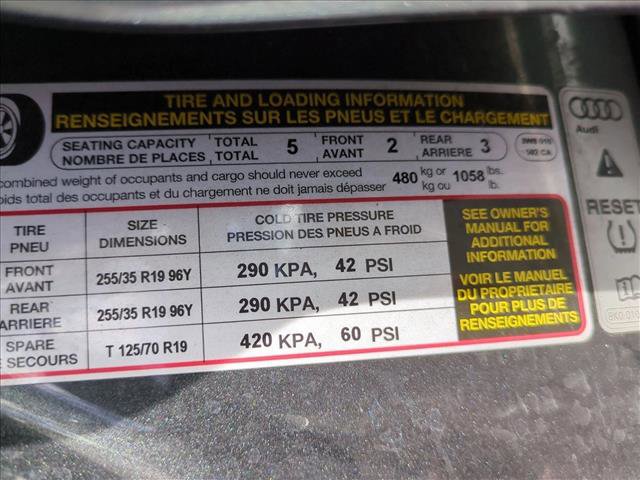 TIRE AND LOADING INFORMATION
RENSEIGNEMENTS SUR LES PNEUS ET LE CHARGEMENT
SEATING CAPACITY TOTAL 5 FRONT 2 REAR 3
NOMBRE DE PLACES TOTAL AVANT ARRIERE
combined weight of occupants and cargo should never exceed 480 kg or 1058 lbs.
oids total des occupants et du chargement ne doit jamais dépasser kg ou lb.
TIRE SIZE COLD TIRE PRESSURE
PNEU DIMENSIONS PRESSION DES PNEUS A FROID
FRONT
AVANT 255/35 R19 96Y 290 KPA, 42 PSI
REAR
ARRIERE 255/35 R19 96Y 290 KPA, 42 PSI
SPARE
E SECOURS T 125/70 R19 420 KPA, 60 PSI
SEE OWNER'S
MANUAL FOR
ADDITIONAL
INFORMATION
VOIR LE MANUEL
DU PROPRIETAIRE
POUR PLUS DE
RENSEIGNEMENTS
Audi
RESET